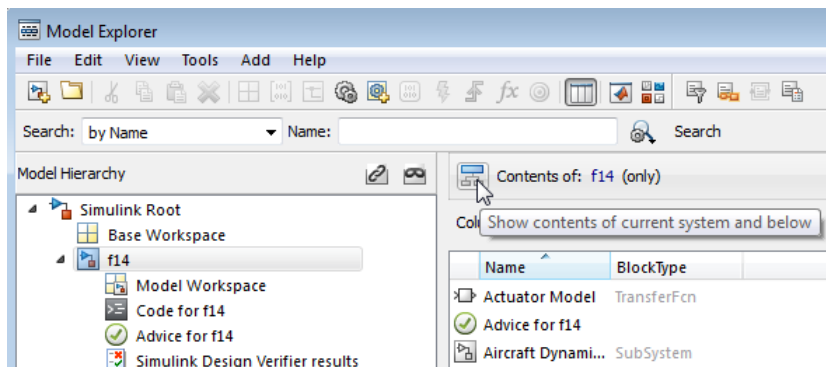 Model Explorer
File Edit View Tools Add Help
fx
Search: by Name Name: Search
Model Hierarchy
Contents of: f14 (only)
Simulink Root
Show contents of current system and below
Base Workspace
f14
Name BlockType
Model Workspace
Actuator Model TransferFcn
Code for f14
Advice for f14
Advice for f14
Aircraft Dynami... SubSystem
Simulink Design Verifier results